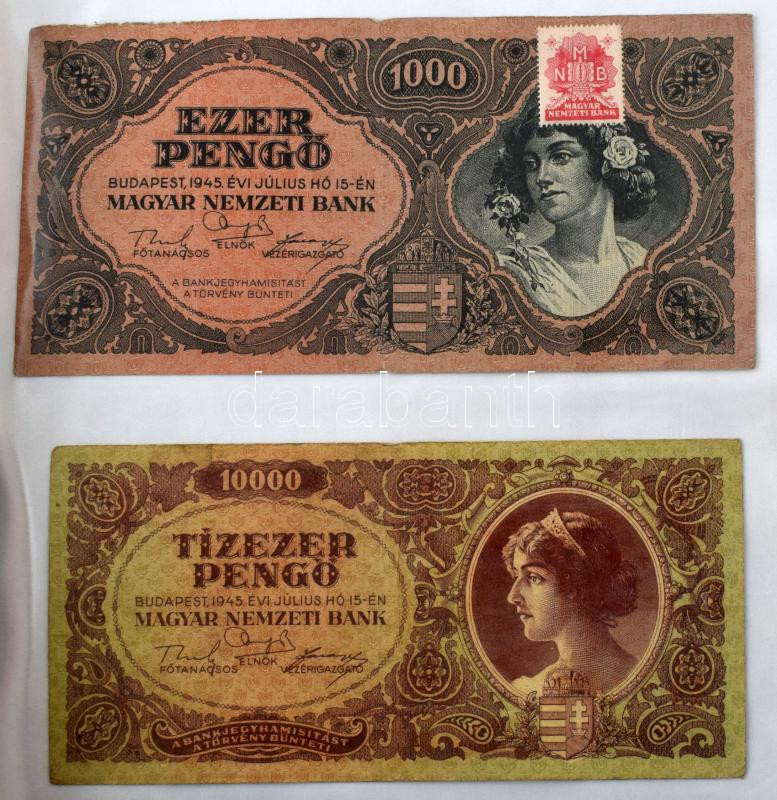 1000
M
N B
MAGYAR
NEMZETI BANK
EZER
PENGŐ
BUDAPEST, 1945. ÉVI JÚLIUS HÓ 15-ÉN
MAGYAR NEMZETI BANK
FŐTANÁCSOS ELNÖK VEZÉRIGAZGATÓ
A BANKJEGYHAMISITÁST
A TÖRVÉNY BÜNTETI
darabanth
10000
TÍZEZER
PENGŐ
BUDAPEST, 1945. ÉVI JÚLIUS HÓ 15-ÉN
MAGYAR NEMZETI BANK
FŐTANÁCSOS ELNÖK VEZÉRIGAZGATÓ
A BANKJEGYHAMISITÁST
A TÖRVÉNY BÜNTETI